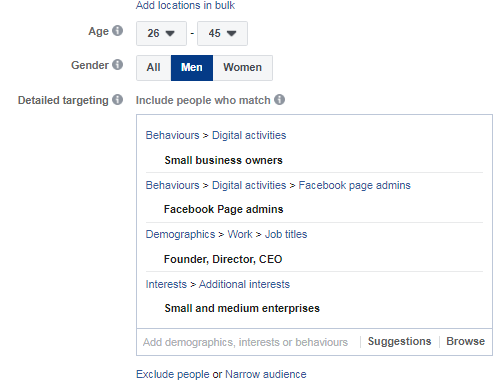 Add locations in bulk
Age 26 - 45
Gender All Men Women
Detailed targeting Include people who match
Behaviours > Digital activities
Small business owners
Behaviours > Digital activities > Facebook page admins
Facebook Page admins
Demographics > Work > Job titles
Founder, Director, CEO
Interests > Additional interests
Small and medium enterprises
Add demographics, interests or behaviours Suggestions Browse
Exclude people or Narrow audience